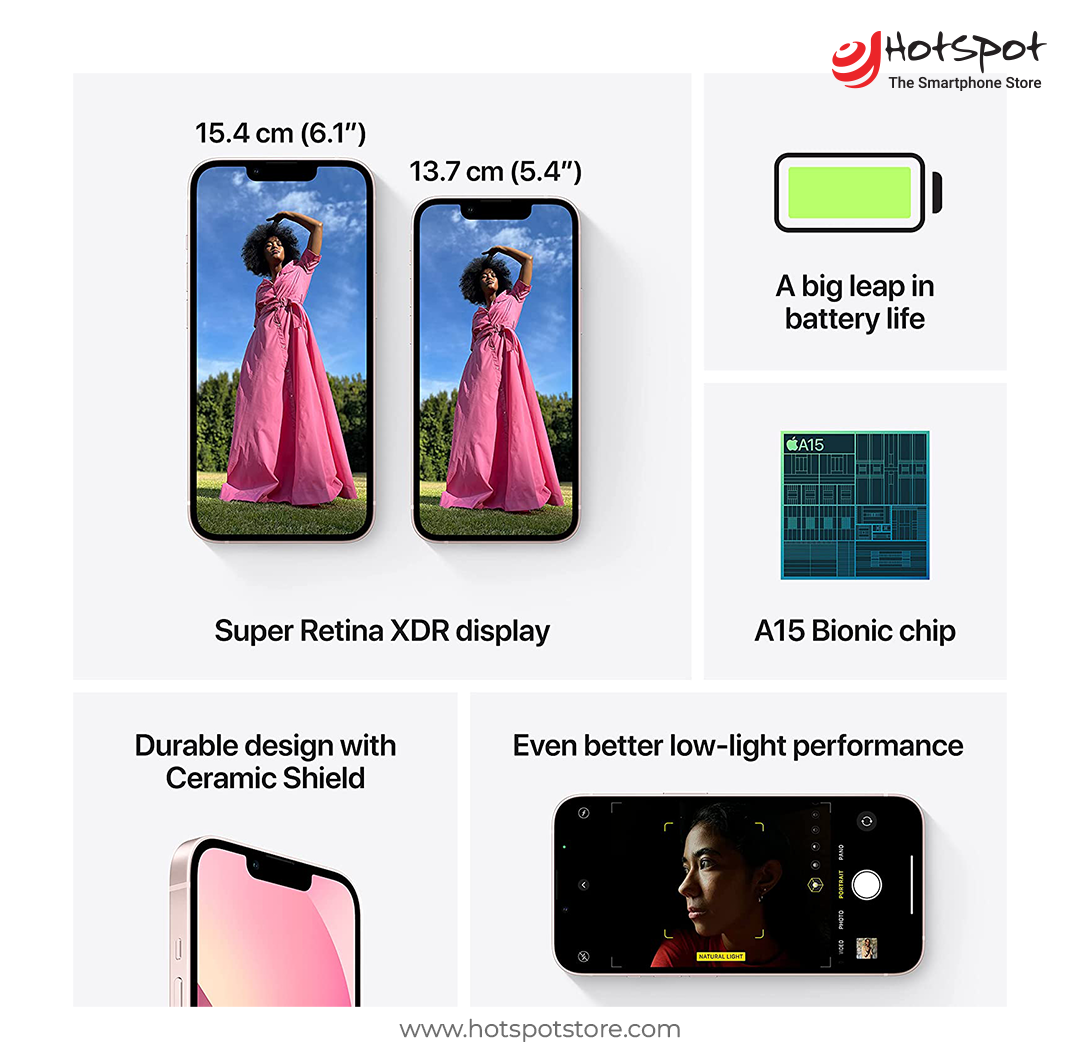 HOTSPOT
The Smartphone Store
15.4 cm (6.1”)
13.7 cm (5.4”)
Super Retina XDR display
A big leap in
battery life
A15
A15 Bionic chip
Durable design with
Ceramic Shield
Even better low-light performance
PANO
PORTRAIT
PHOTO
VIDEO
NATURAL LIGHT
www.hotspotstore.com